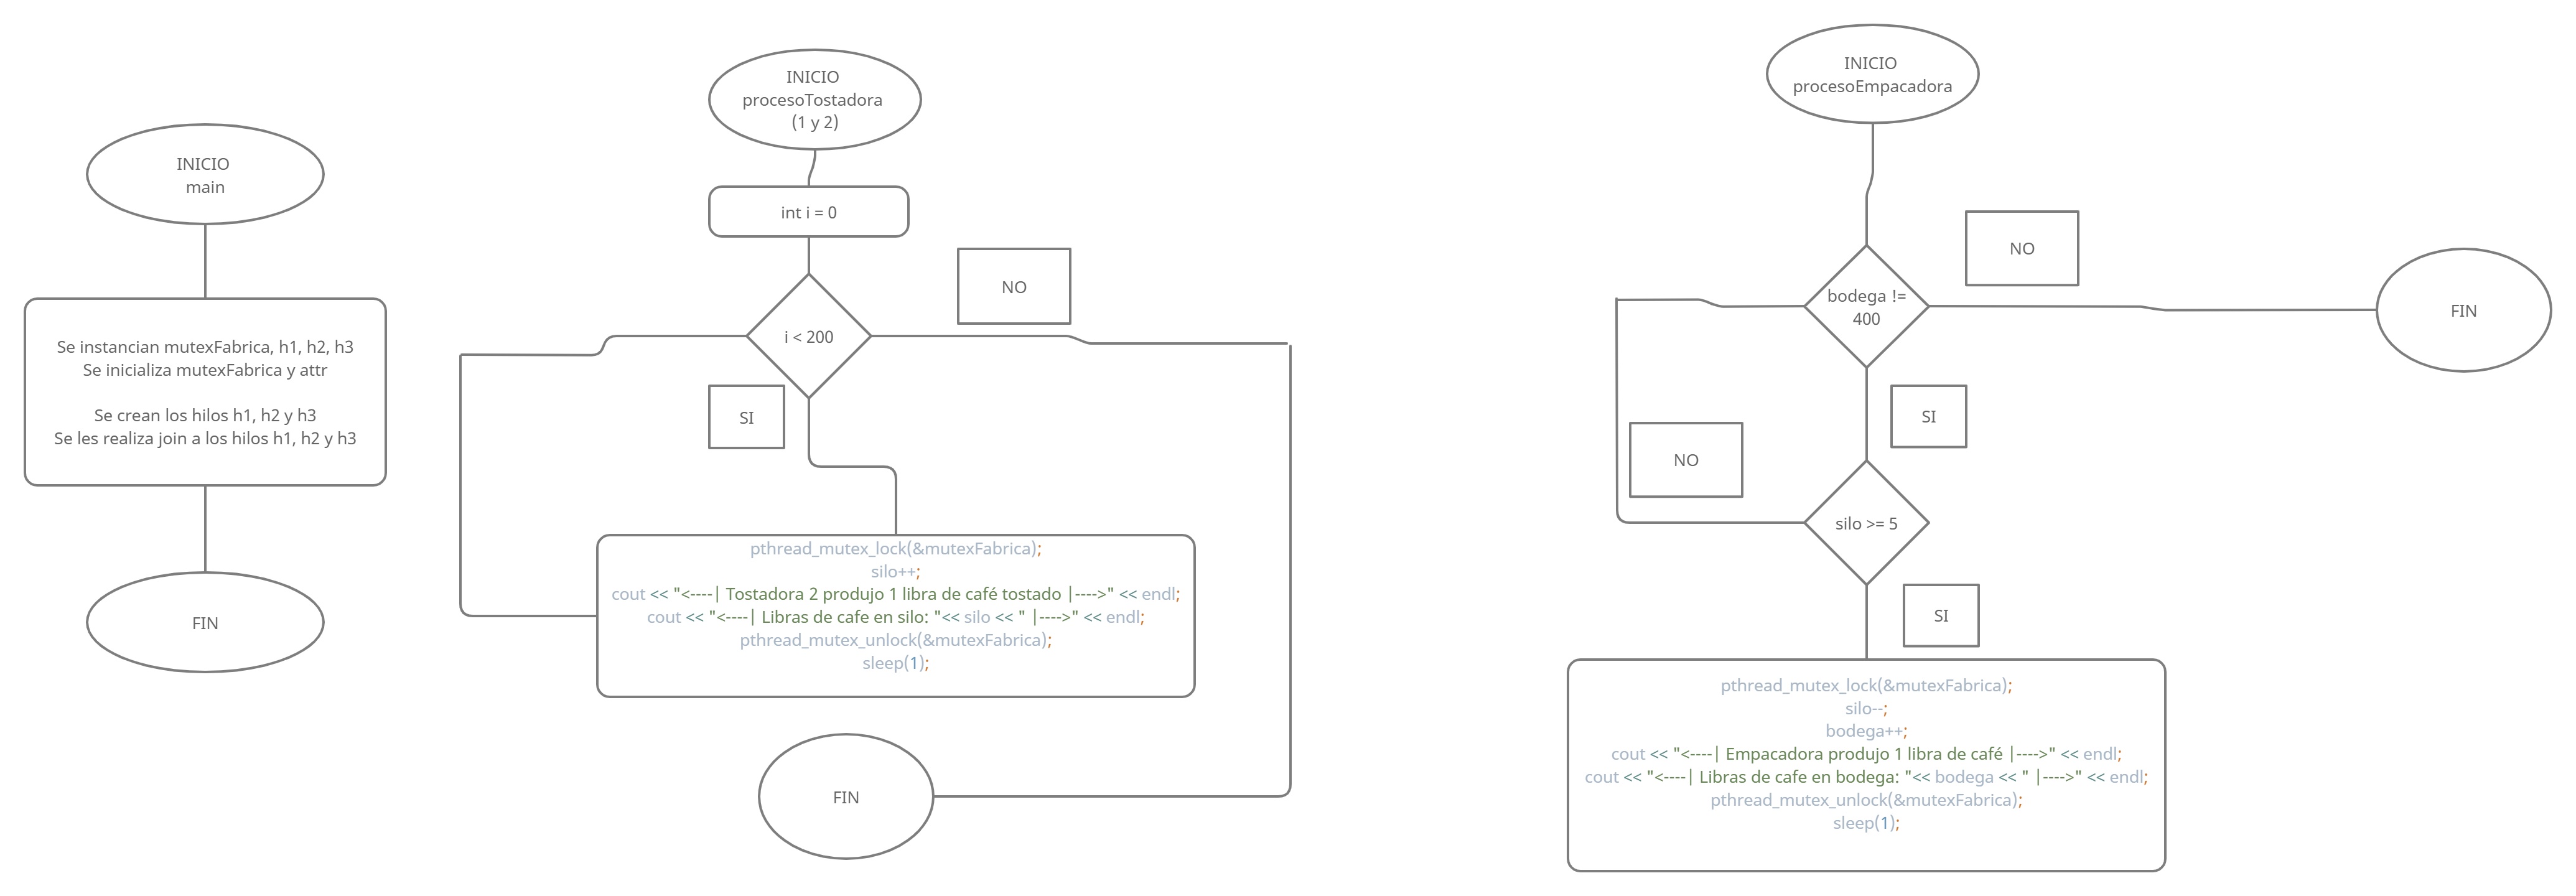 INICIO
main
Se instancian mutexFabrica, h1, h2, h3
Se inicializa mutexFabrica y attr
Se crean los hilos h1, h2 y h3
Se les realiza join a los hilos h1, h2 y h3
FIN
INICIO
procesoTostadora
(1 y 2)
int i = 0
NO
i < 200
SI
pthread_mutex_lock(&mutexFabrica);
silo++;
cout << "<----| Tostadora 2 produjo 1 libra de café tostado |---->" << endl;
cout << "<----| Libras de cafe en silo: "<< silo << " |---->" << endl;
pthread_mutex_unlock(&mutexFabrica);
sleep(1);
FIN
INICIO
procesoEmpacadora
NO
bodega !=
400
FIN
SI
NO
silo >= 5
SI
pthread_mutex_lock(&mutexFabrica);
silo--;
bodega++;
cout << "<----| Empacadora produjo 1 libra de café |---->" << endl;
cout << "<----| Libras de cafe en bodega: "<< bodega << " |---->" << endl;
pthread_mutex_unlock(&mutexFabrica);
sleep(1);